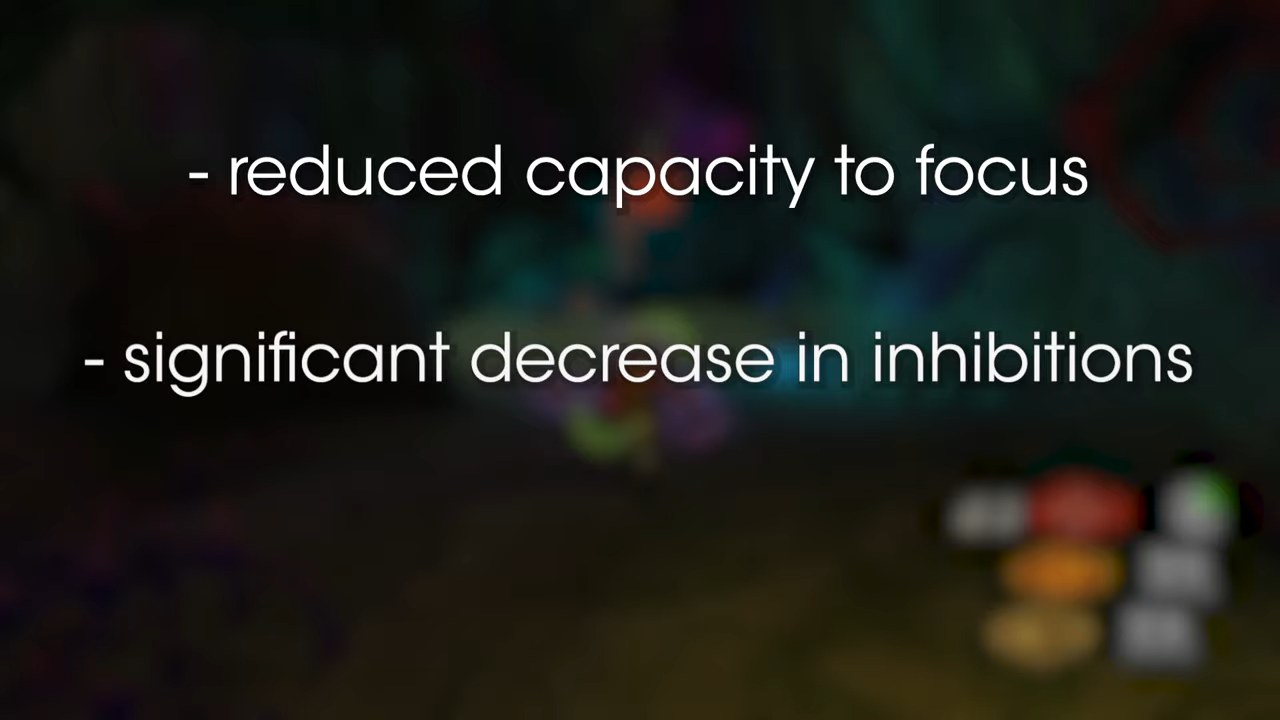 - reduced capacity to focus
- significant decrease in inhibitions